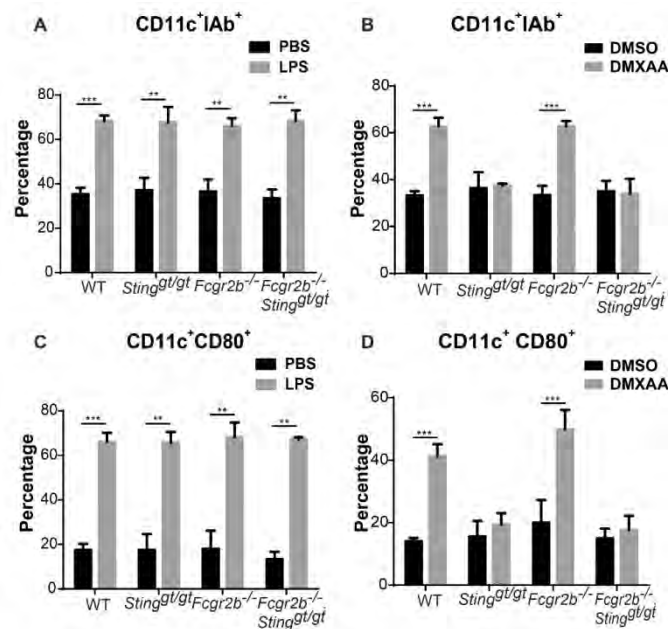 A CD11c+IAb+
PBS
LPS
***
**
**
**
Percentage
80
60
40
20
0
WT
Stinggt/gt
Fcgr2b-/-
Fcgr2b-/-
Stinggt/gt
B CD11c+IAb+
DMSO
DMXAA
***
***
Percentage
80
60
40
20
0
WT
Stinggt/gt
Fcgr2b-/-
Fcgr2b-/-
Stinggt/gt
C CD11c+CD80+
PBS
LPS
***
**
**
**
Percentage
80
60
40
20
0
WT
Stinggt/gt
Fcgr2b-/-
Fcgr2b-/-
Stinggt/gt
D CD11c+ CD80+
DMSO
DMXAA
***
***
Percentage
60
40
20
0
WT
Stinggt/gt
Fcgr2b-/-
Fcgr2b-/-
Stinggt/gt